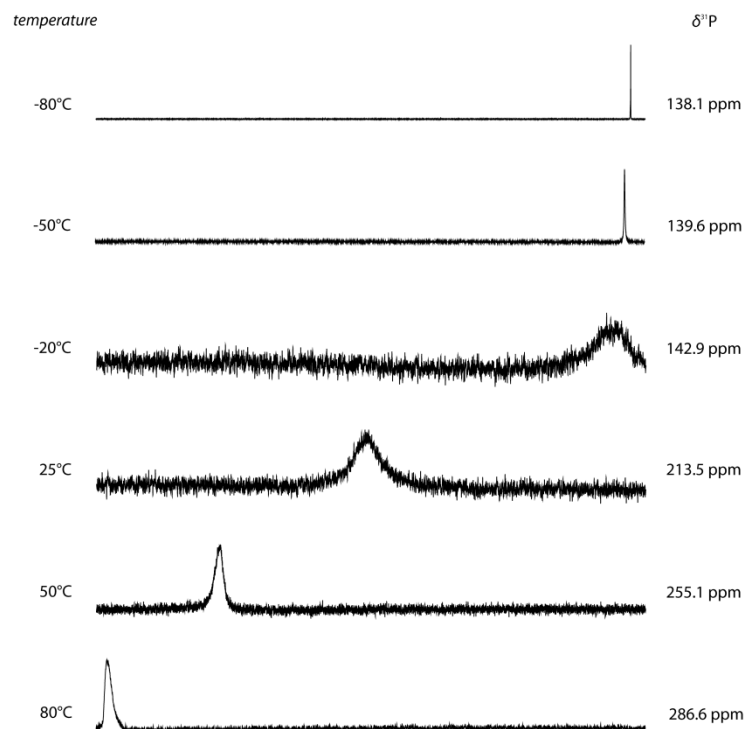 temperature δ³¹P
-80°C 138.1 ppm
-50°C 139.6 ppm
-20°C 142.9 ppm
25°C 213.5 ppm
50°C 255.1 ppm
80°C 286.6 ppm